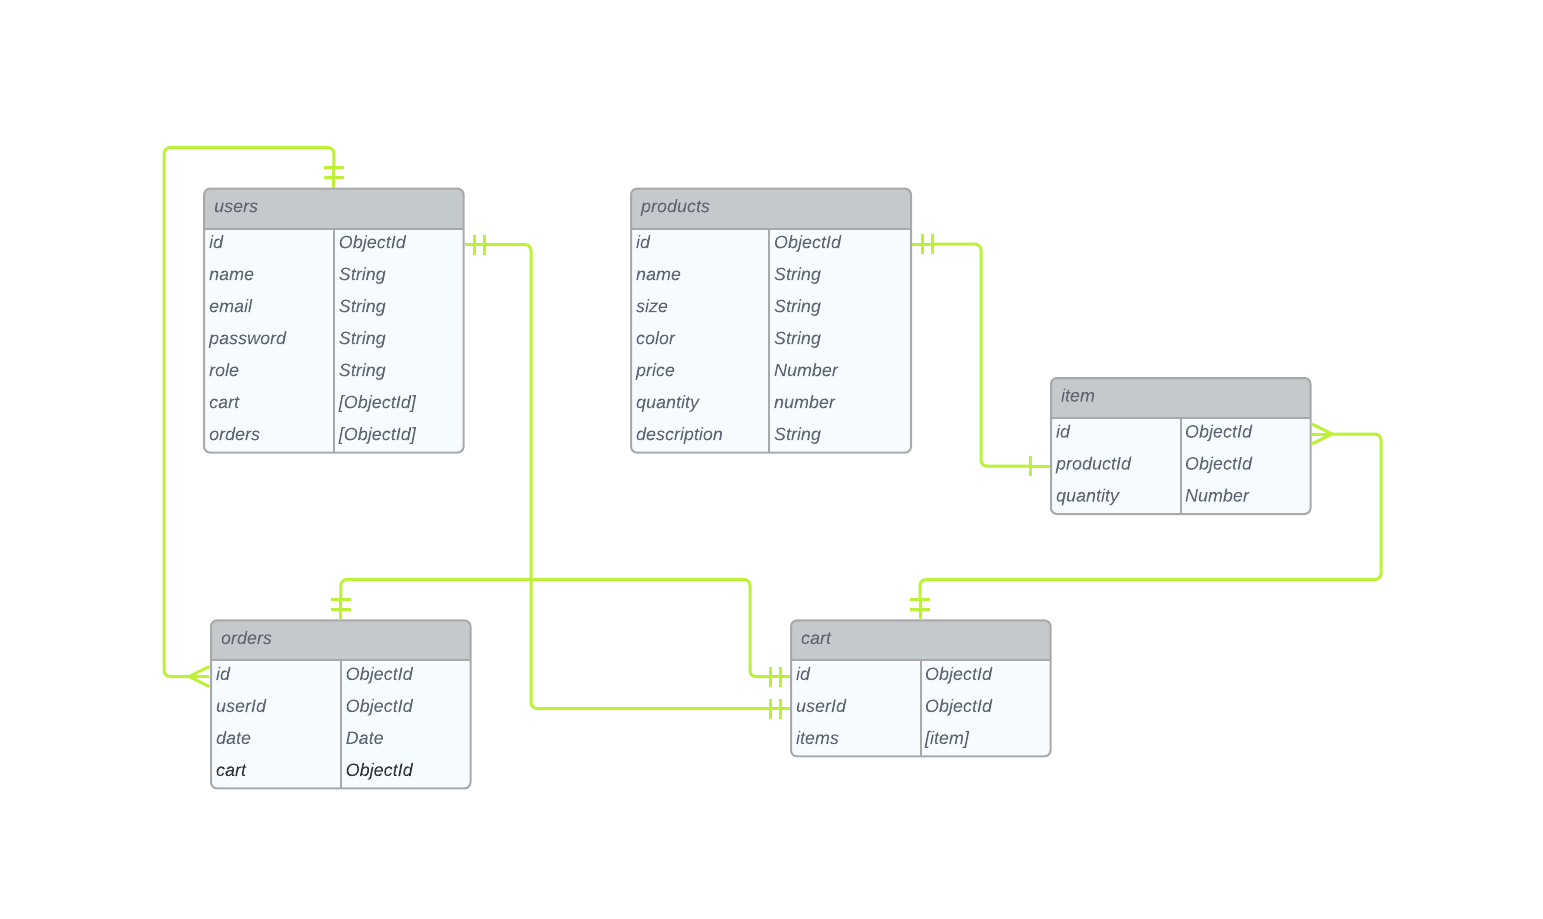 users
id ObjectId
name String
email String
password String
role String
cart [ObjectId]
orders [ObjectId]
products
id ObjectId
name String
size String
color String
price Number
quantity number
description String
item
id ObjectId
productId ObjectId
quantity Number
orders
id ObjectId
userId ObjectId
date Date
cart ObjectId
cart
id ObjectId
userId ObjectId
items [item]